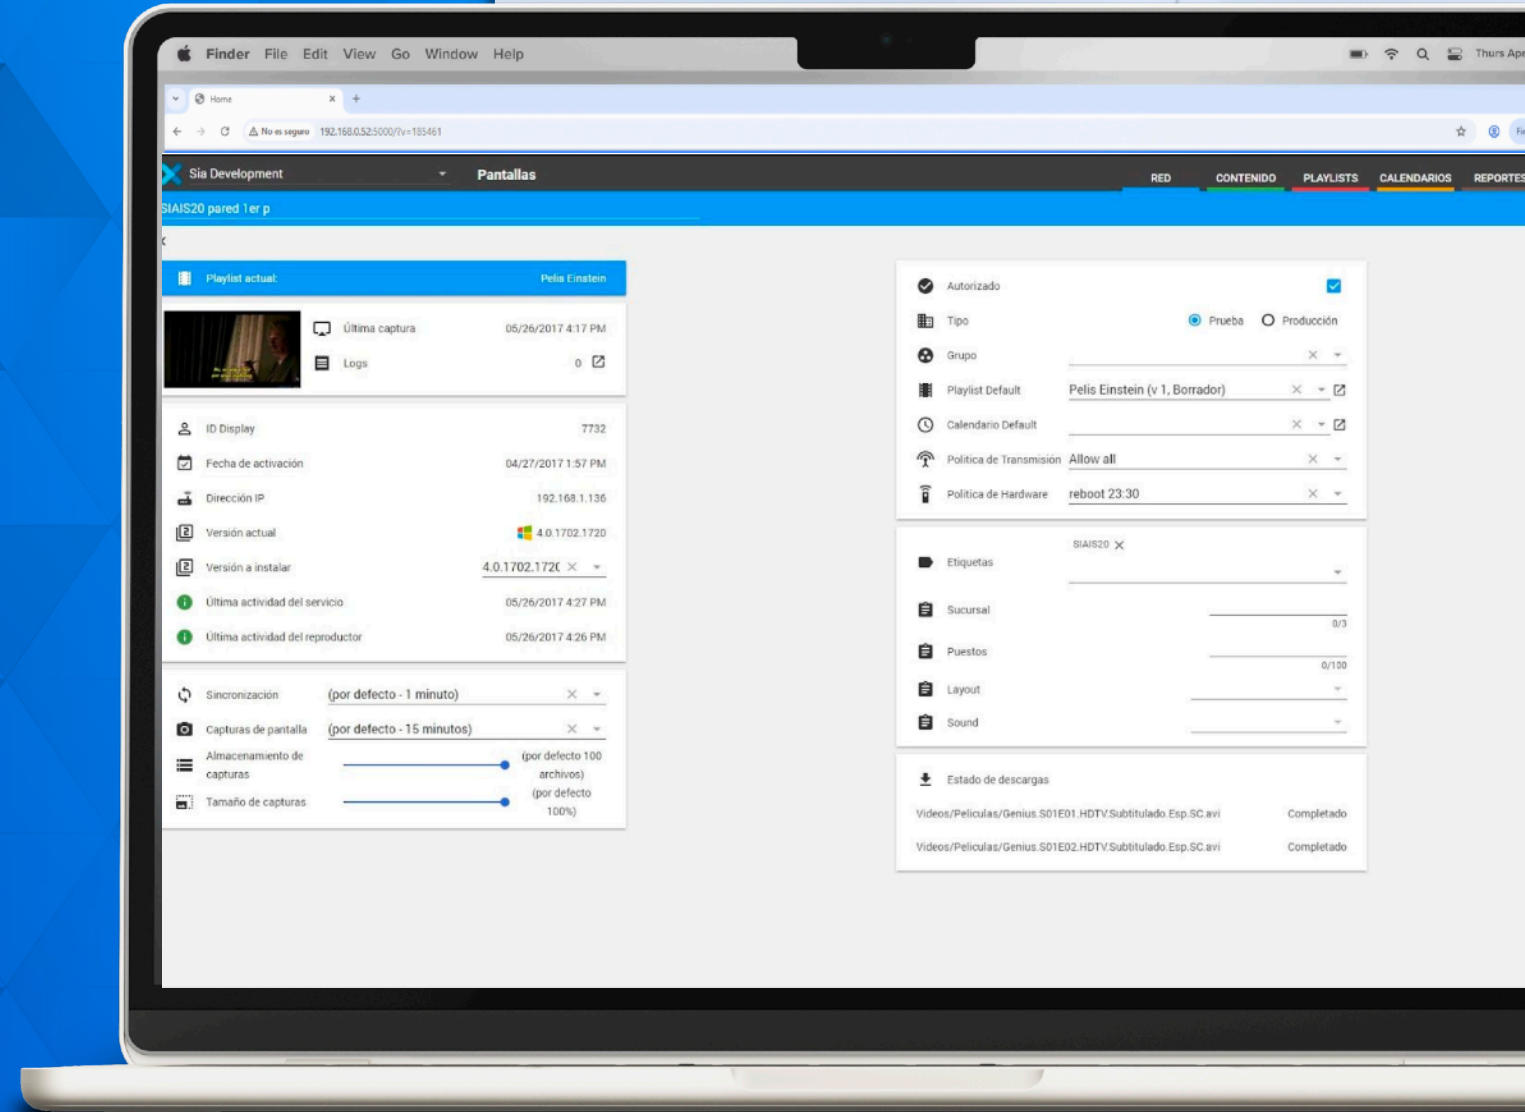 Finder File Edit View Go Window Help
Thurs Apr
Home
No es seguro 192.168.0.52:5000/?v=185461
Sia Development
Pantallas
RED CONTENIDO PLAYLISTS CALENDARIOS REPORTES
SIAIS20 pared 1er p
Playlist actual: Pelis Einstein
Última captura 05/26/2017 4:17 PM
Logs 0
ID Display 7732
Fecha de activación 04/27/2017 1:57 PM
Dirección IP 192.168.1.136
Versión actual 4.0.1702.1720
Versión a instalar 4.0.1702.172
Última actividad del servicio 05/26/2017 4:27 PM
Última actividad del reproductor 05/26/2017 4:26 PM
Sincronización (por defecto - 1 minuto)
Capturas de pantalla (por defecto - 15 minutos)
Almacenamiento de
capturas
(por defecto 100
archivos)
Tamaño de capturas
(por defecto
100%)
Autorizado
Tipo Prueba Producción
Grupo
Playlist Default Pelis Einstein (v 1, Borrador)
Calendario Default
Política de Transmisión Allow all
Política de Hardware reboot 23:30
SIAIS20
Etiquetas
Sucursal
0/3
Puestos
0/100
Layout
Sound
Estado de descargas
Videos/Peliculas/Genius.S01E01.HDTV.Subtitulado.Esp.SC.avi Completado
Videos/Peliculas/Genius.S01E02.HDTV.Subtitulado.Esp.SC.avi Completado